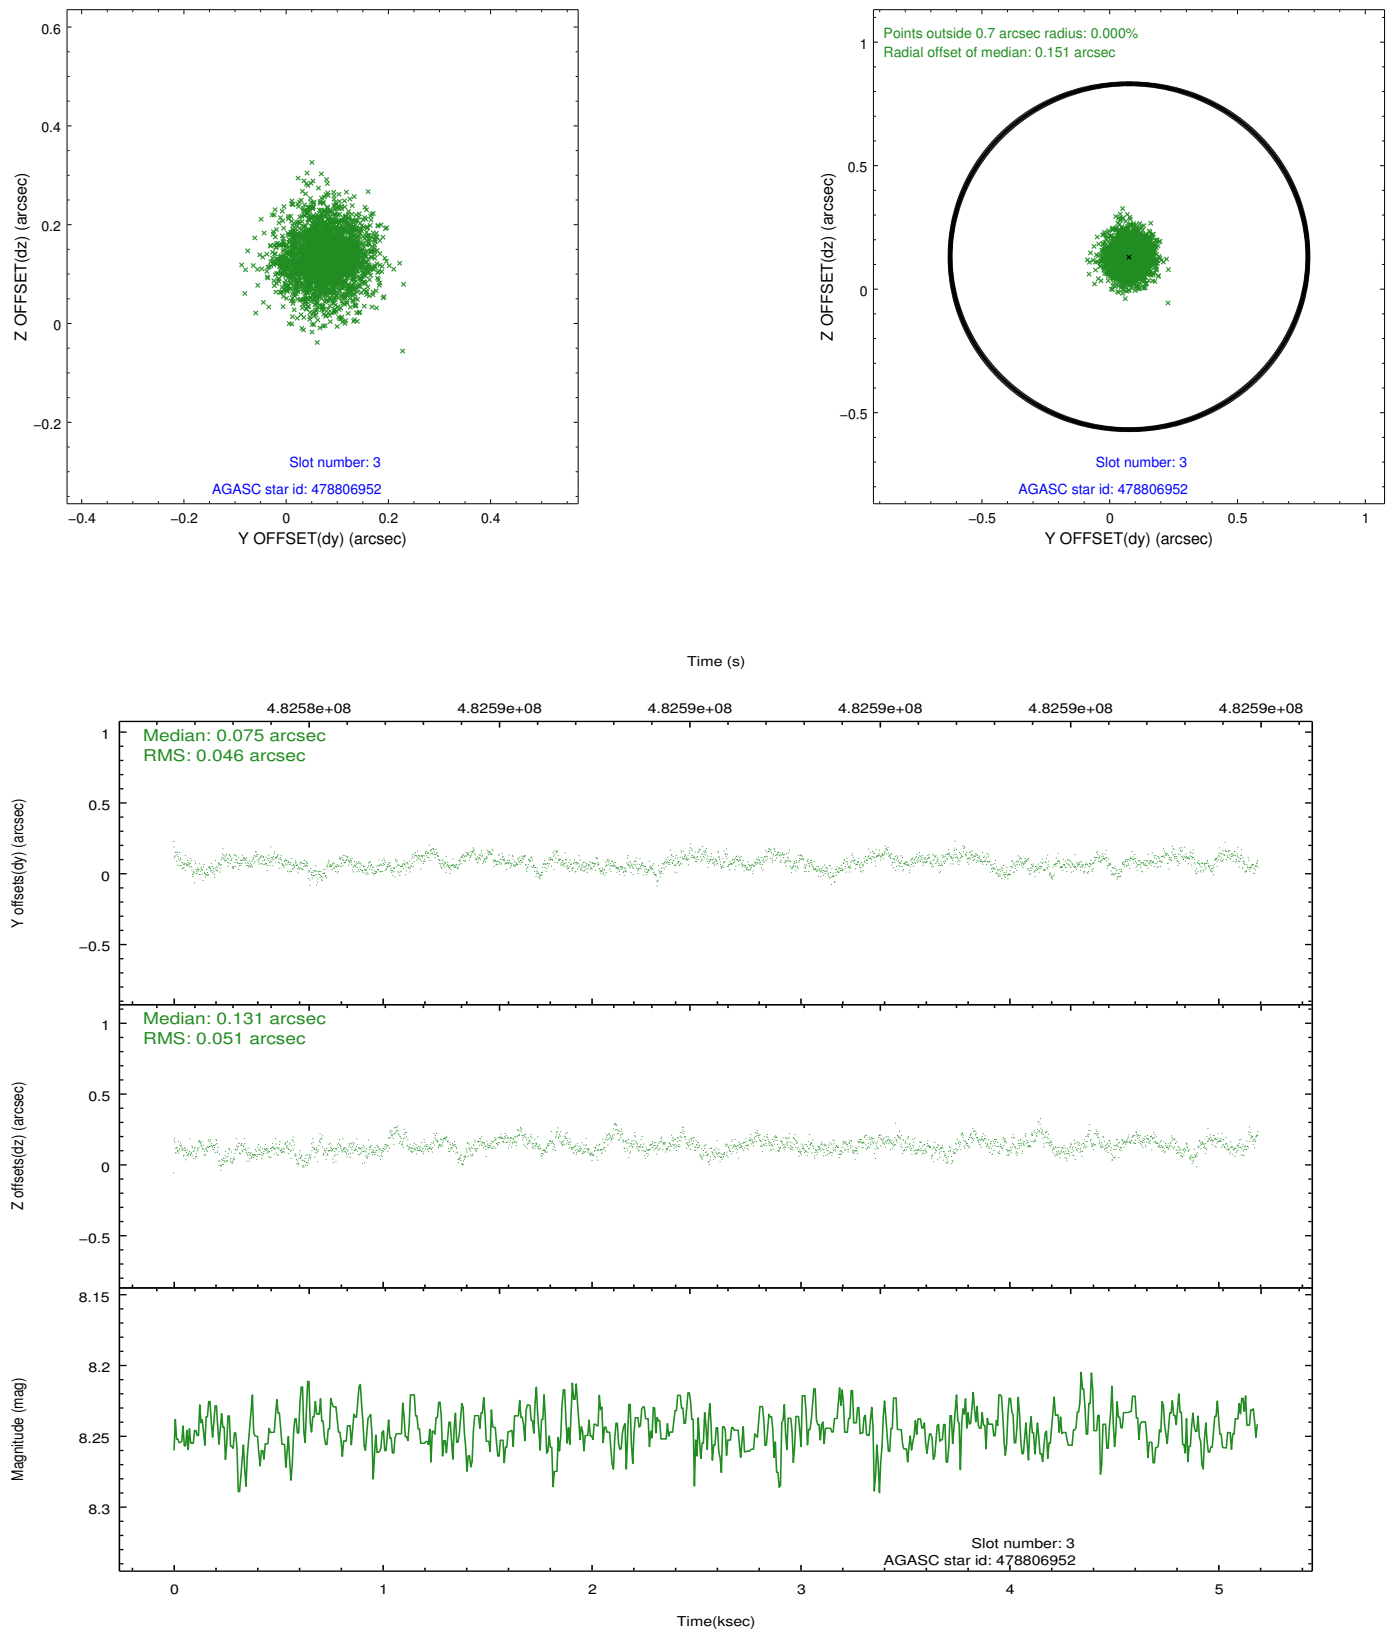 0.6
0.4
0.2
0
−0.2
Z OFFSET(dz) (arcsec)
Slot number: 3
AGASC star id: 478806952
−0.4 −0.2 0 0.2 0.4
Y OFFSET(dy) (arcsec)
Points outside 0.7 arcsec radius: 0.000%
Radial offset of median: 0.151 arcsec
1
0.5
0
−0.5
Z OFFSET(dz) (arcsec)
Slot number: 3
AGASC star id: 478806952
−0.5 0 0.5 1
Y OFFSET(dy) (arcsec)
Time (s)
4.8258e+08 4.8259e+08 4.8259e+08 4.8259e+08 4.8259e+08 4.8259e+08
Median: 0.075 arcsec
RMS: 0.046 arcsec
1
0.5
0
−0.5
Y offsets(dy) (arcsec)
Median: 0.131 arcsec
RMS: 0.051 arcsec
1
0.5
0
−0.5
Z offsets(dz) (arcsec)
8.15
8.2
8.25
8.3
Magnitude (mag)
Slot number: 3
AGASC star id: 478806952
0 1 2 3 4 5
Time(ksec)